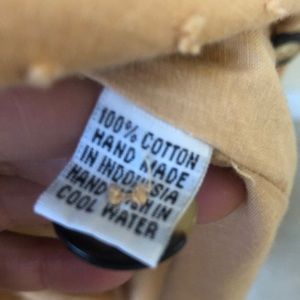 100% COTTON
HAND MADE
IN INDONESIA
HAND WASH IN
COOL WATER